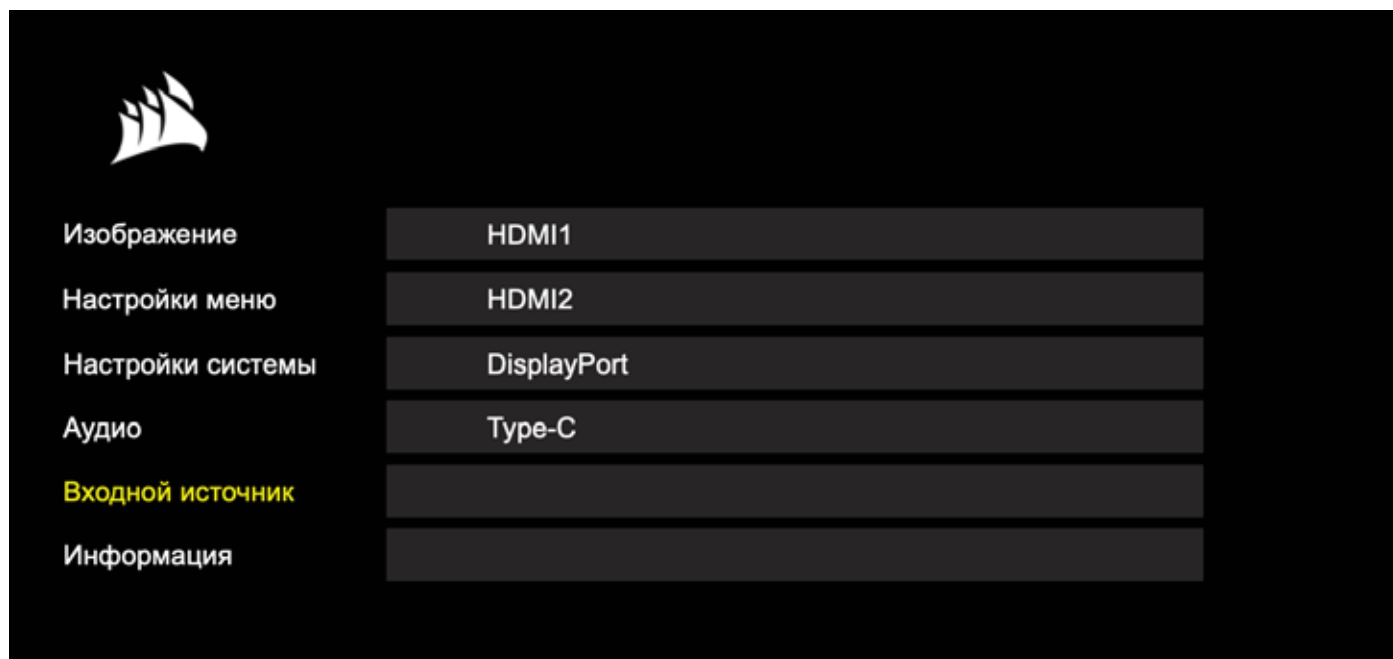 Изображение HDMI1
Настройки меню HDMI2
Настройки системы DisplayPort
Аудио Type-C
Входной источник
Информация